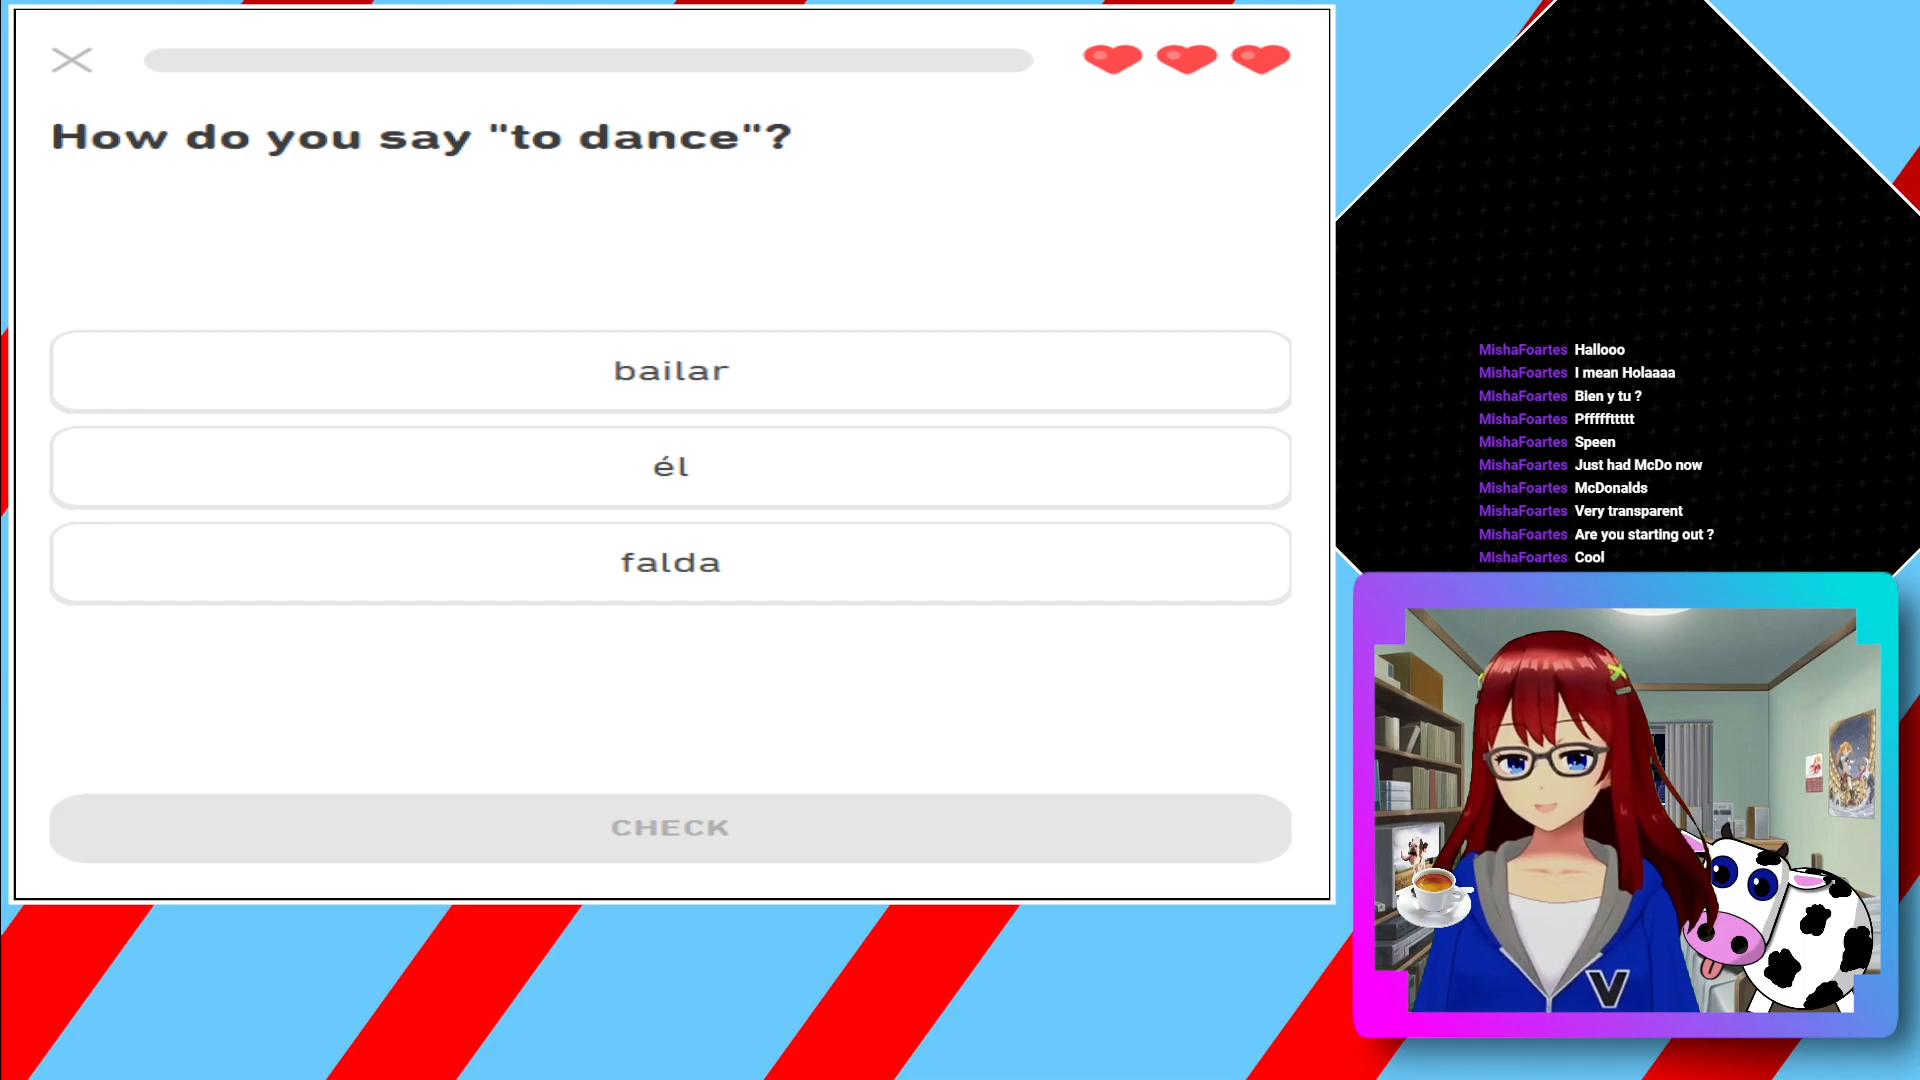 How do you say "to dance"?
bailar
él
falda
CHECK
MishaFoartes Hallooo
MishaFoartes I mean Holaaaa
MishaFoartes Bien y tu ?
MishaFoartes Pffffffttttt
MishaFoartes Speen
MishaFoartes Just had McDo now
MishaFoartes McDonalds
MishaFoartes Very transparent
MishaFoartes Are you starting out ?
MishaFoartes Cool
V